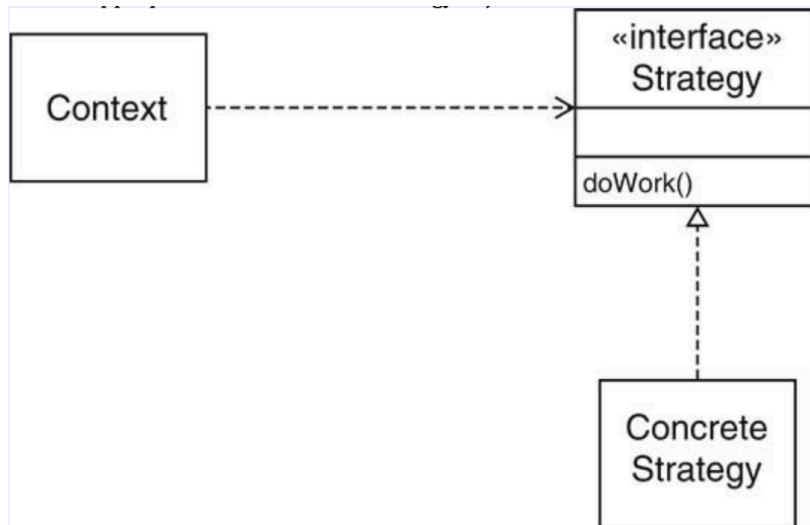 Context
«interface»
Strategy
doWork()
Concrete
Strategy